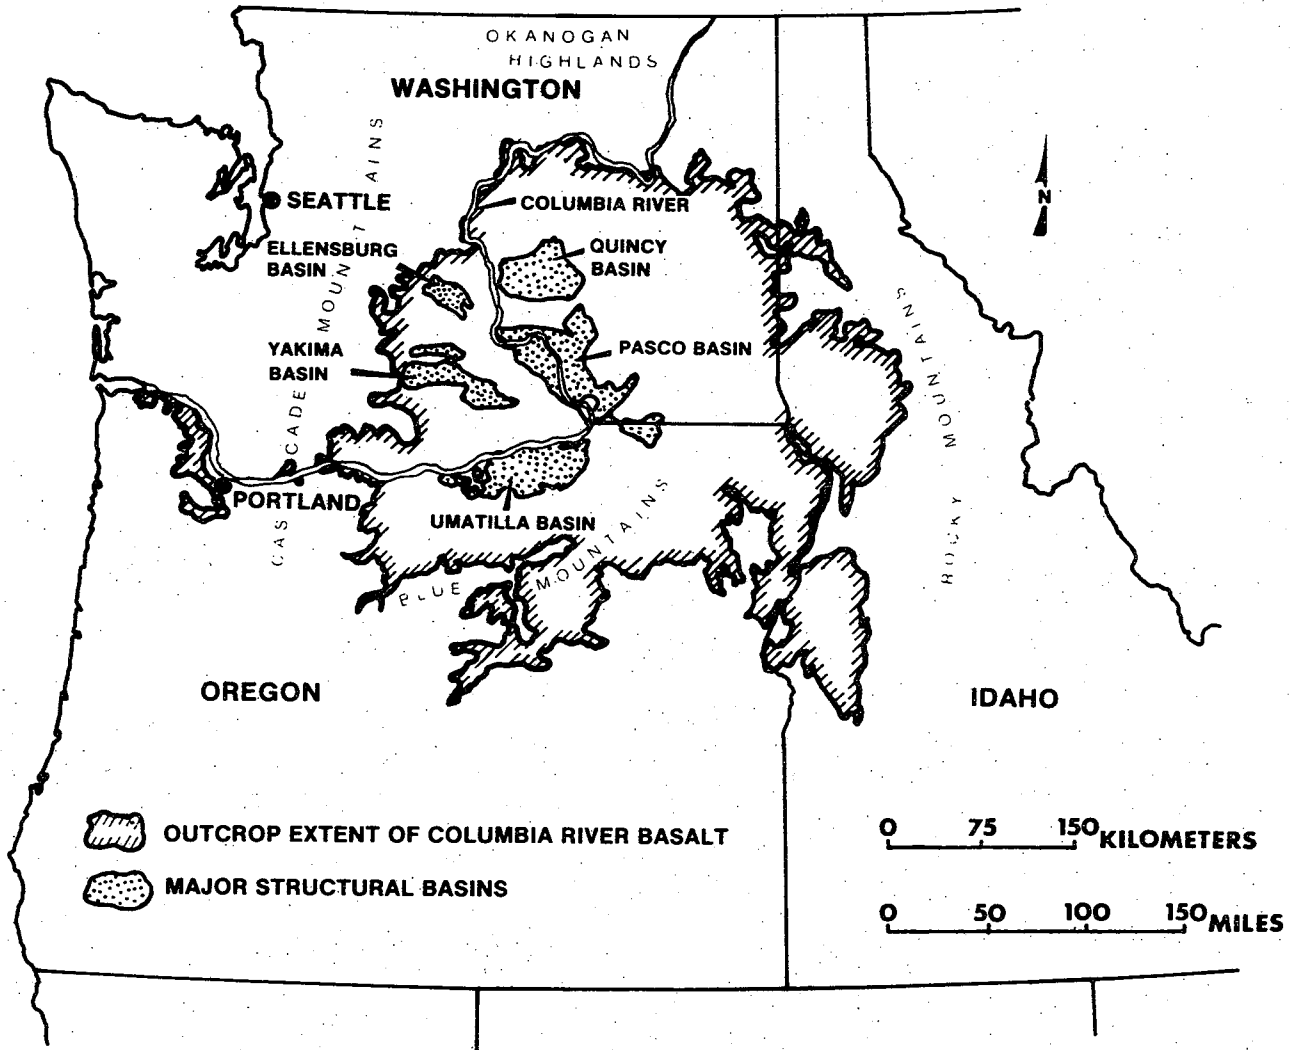 OKANOGAN
HIGHLANDS
WASHINGTON
CASCADE MOUNTAINS
SEATTLE
COLUMBIA RIVER
ELLENSBURG
BASIN
QUINCY
BASIN
N
YAKIMA
BASIN
PASCO BASIN
ROCKY MOUNTAINS
PORTLAND
UMATILLA BASIN
BLUE MOUNTAINS
OREGON
IDAHO
OUTCROP EXTENT OF COLUMBIA RIVER BASALT
MAJOR STRUCTURAL BASINS
0 75 150 KILOMETERS
0 50 100 150 MILES